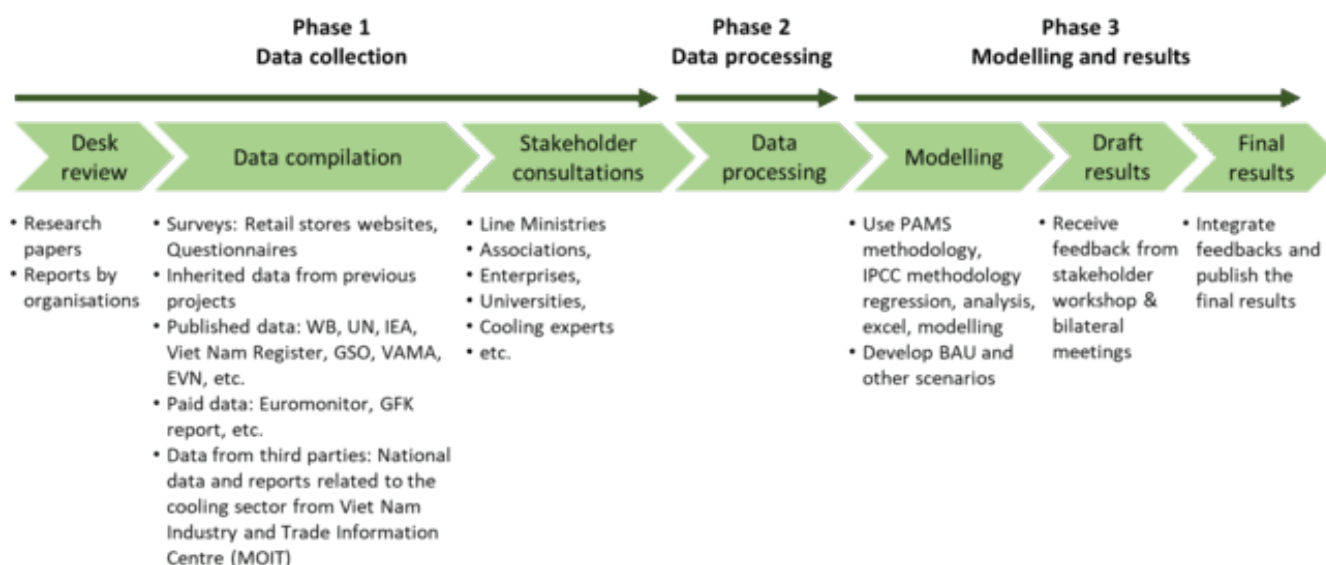 Phase 1
Data collection
Phase 2
Data processing
Phase 3
Modelling and results
Desk
review
Data compilation
Stakeholder
consultations
Data
processing
Modelling
Draft
results
Final
results
• Research
papers
• Reports by
organisations
• Surveys: Retail stores websites,
Questionnaires
• Inherited data from previous
projects
• Published data: WB, UN, IEA,
Viet Nam Register, GSO, VAMA,
EVN, etc.
• Paid data: Euromonitor, GFK
report, etc.
• Data from third parties: National
data and reports related to the
cooling sector from Viet Nam
Industry and Trade Information
Centre (MOIT)
• Line Ministries
• Associations,
• Enterprises,
• Universities,
• Cooling experts
• etc.
• Use PAMS
methodology,
IPCC methodology
regression, analysis,
excel, modelling
• Develop BAU and
other scenarios
• Receive
feedback from
stakeholder
workshop &
bilateral
meetings
• Integrate
feedbacks and
publish the
final results